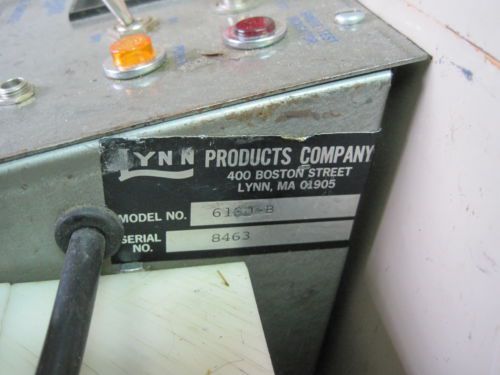 LYNN PRODUCTS COMPANY
400 BOSTON STREET
LYNN, MA 01905
MODEL NO.
SERIAL NO. 8463